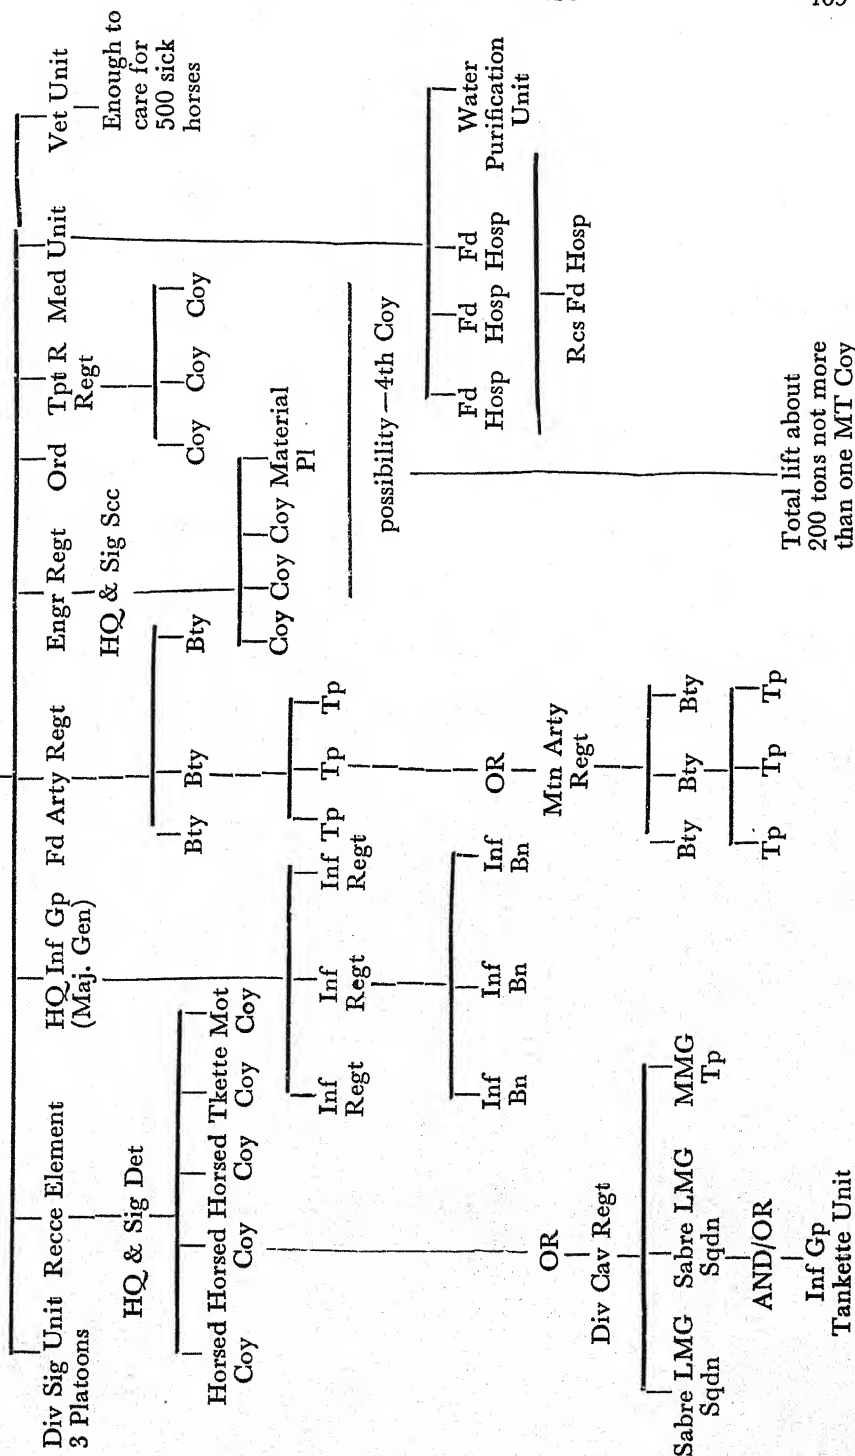 Div Sig Unit
3 Platoons
Recce Element
HQ Inf Gp
(Maj. Gen)
Fd Arty Regt
Engr Regt
Ord
Tpt R
Regt
Med Unit
Vet Unit
HQ & Sig Det
HQ & Sig Scc
Enough to
care for
500 sick
horses
Bty Bty Bty
Coy Coy Coy
Horsed Horsed Horsed Tkette Mot
Coy Coy Coy Coy Coy
Coy Coy Coy Material
Pl
Inf Inf Inf
Regt Regt Regt
Tp Tp Tp
possibility—4th Coy
Fd Fd Fd Water
Hosp Hosp Hosp Purification
Unit
Inf Inf Inf
Bn Bn Bn
OR
Mtn Arty
Regt
Rcs Fd Hosp
OR
Div Cav Regt
Bty Bty Bty
Sabre LMG Sabre LMG MMG
Sqdn Sqdn Tp
Tp Tp Tp
AND/OR
Inf Gp
Tankette Unit
Total lift about
200 tons not more
than one MT Coy